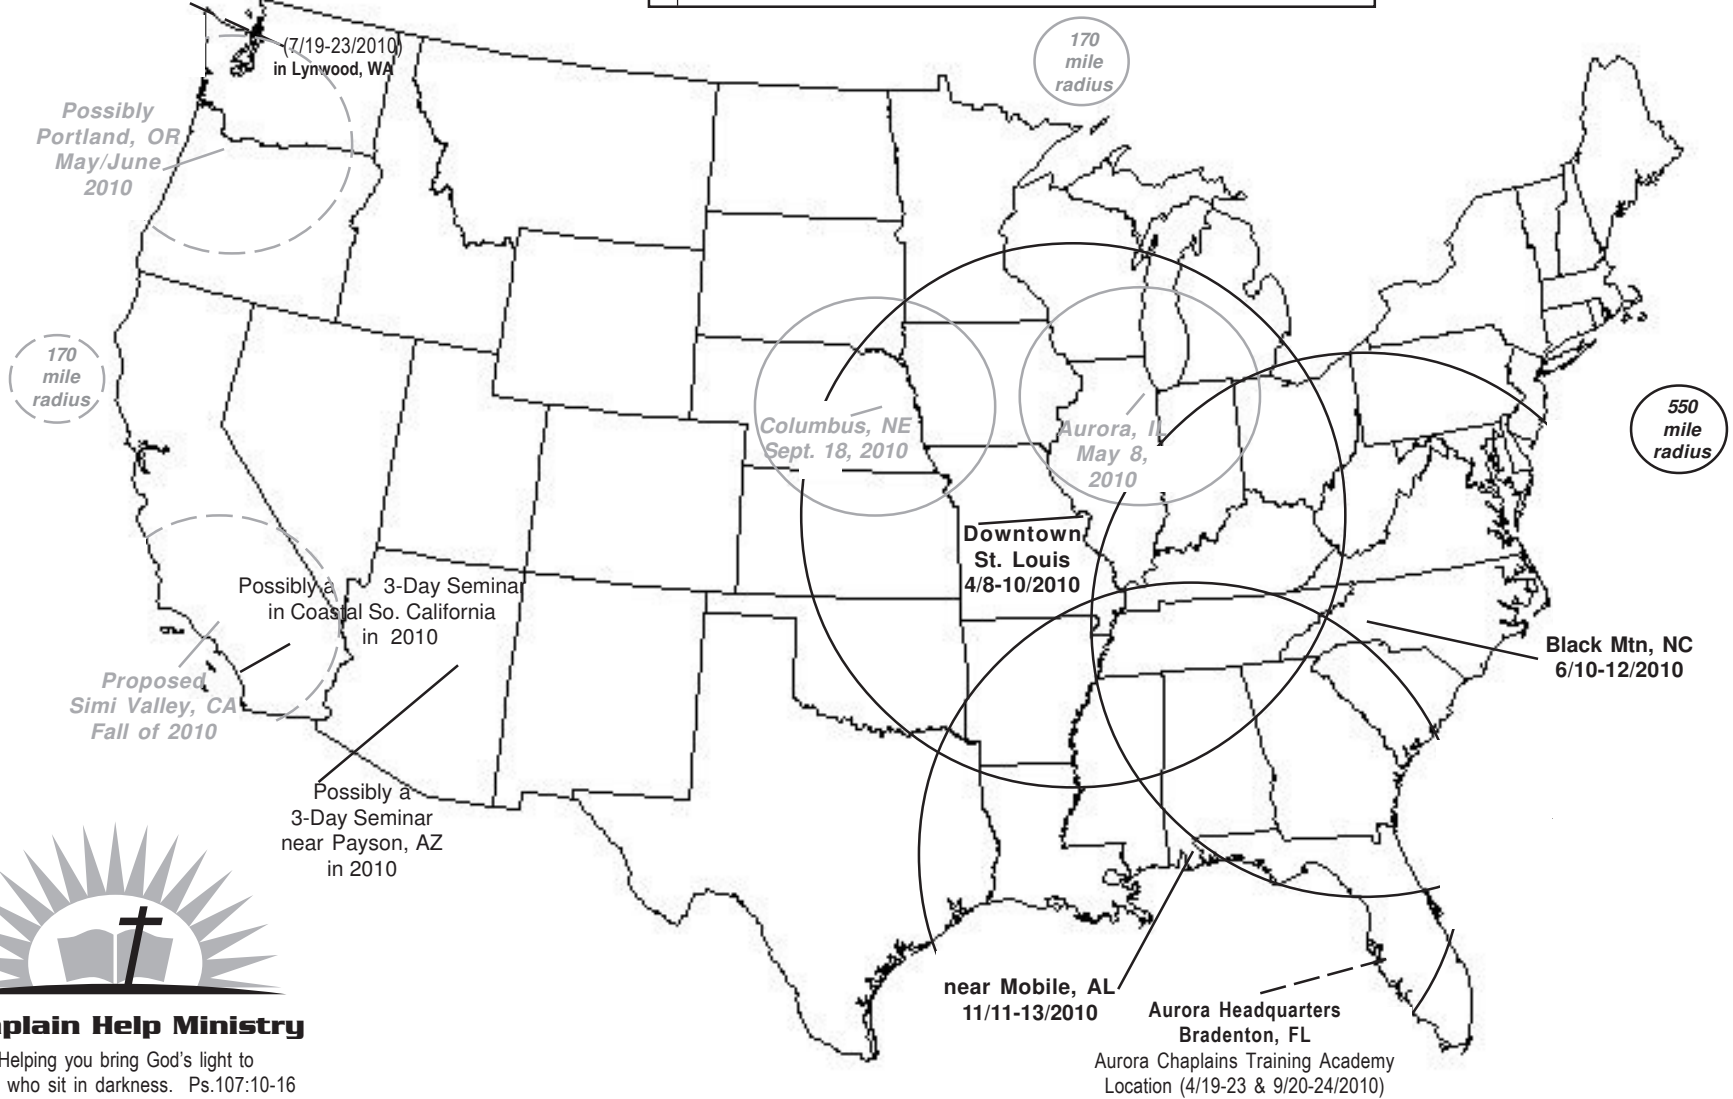 (7/19-23/2010)
in Lynwood, WA
170
mile
radius
Possibly
Portland, OR
May/June
2010
170
mile
radius
Columbus, NE
Sept. 18, 2010
Aurora, IL
May 8,
2010
550
mile
radius
Downtown
St. Louis
4/8-10/2010
Possibly a 3-Day Seminar
in Coastal So. California
in 2010
Black Mtn, NC
6/10-12/2010
Proposed
Simi Valley, CA
Fall of 2010
Possibly a
3-Day Seminar
near Payson, AZ
in 2010
near Mobile, AL
11/11-13/2010
Aurora Headquarters
Bradenton, FL
Aurora Chaplains Training Academy
Location (4/19-23 & 9/20-24/2010)
aplain Help Ministry
Helping you bring God's light to
who sit in darkness. Ps.107:10-16